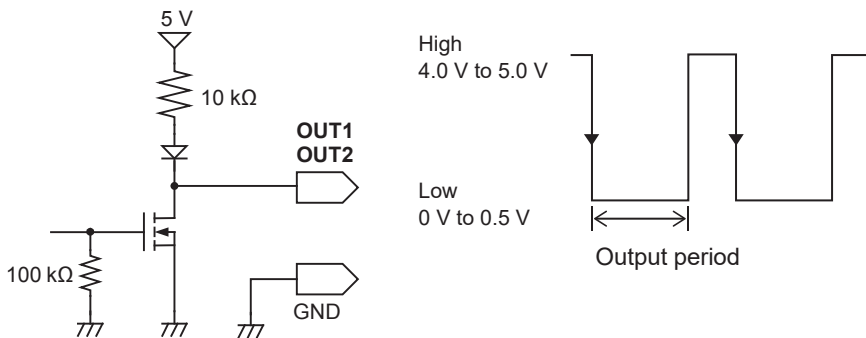 5 V
10 kΩ
OUT1
OUT2
100 kΩ
GND
High
4.0 V to 5.0 V
Low
0 V to 0.5 V
Output period